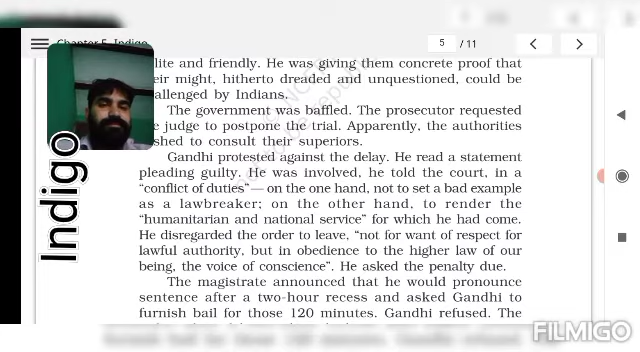 Chapter 5 Indigo
5 / 11
lite and friendly. He was giving them concrete proof that
eir might, hitherto dreaded and unquestioned, could be
allenged by Indians.
The government was baffled. The prosecutor requested
e judge to postpone the trial. Apparently, the authorities
shed to consult their superiors.
Gandhi protested against the delay. He read a statement
pleading guilty. He was involved, he told the court, in a
“conflict of duties”— on the one hand, not to set a bad example
as a lawbreaker; on the other hand, to render the
“humanitarian and national service” for which he had come.
He disregarded the order to leave, “not for want of respect for
lawful authority, but in obedience to the higher law of our
being, the voice of conscience”. He asked the penalty due.
The magistrate announced that he would pronounce
sentence after a two-hour recess and asked Gandhi to
furnish bail for those 120 minutes. Gandhi refused. The
Indigo
FILMIGO